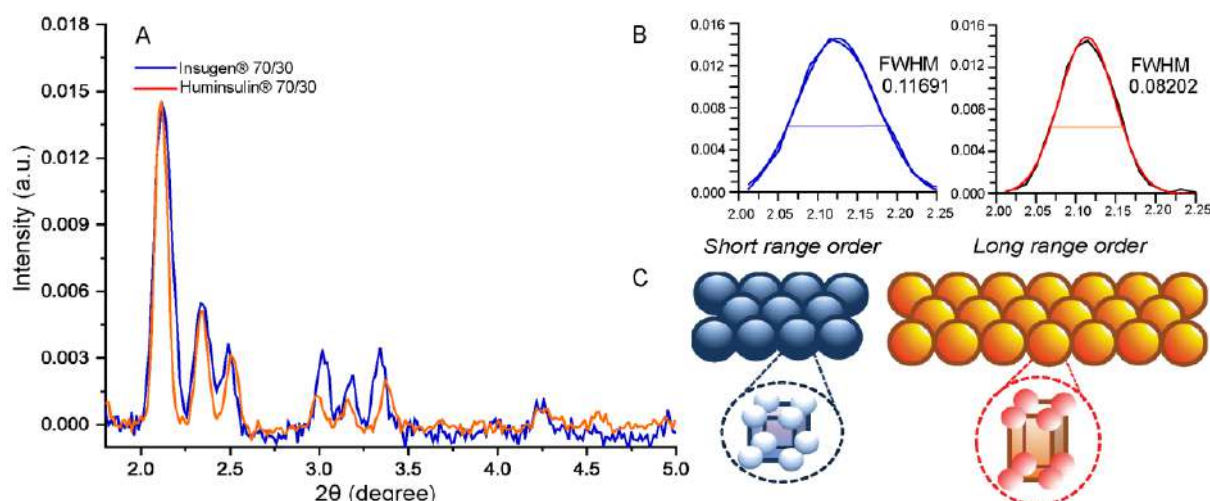 A
Insugen® 70/30
Huminsulin® 70/30
Intensity (a.u.)
0.018
0.015
0.012
0.009
0.006
0.003
0.000
2.0 2.5 3.0 3.5 4.0 4.5 5.0
2θ (degree)
B
0.016
0.012
0.008
0.004
0.000
2.00 2.05 2.10 2.15 2.20 2.25
FWHM
0.11691
0.016
0.012
0.008
0.004
0.000
2.00 2.05 2.10 2.15 2.20 2.25
FWHM
0.08202
Short range order
Long range order
C